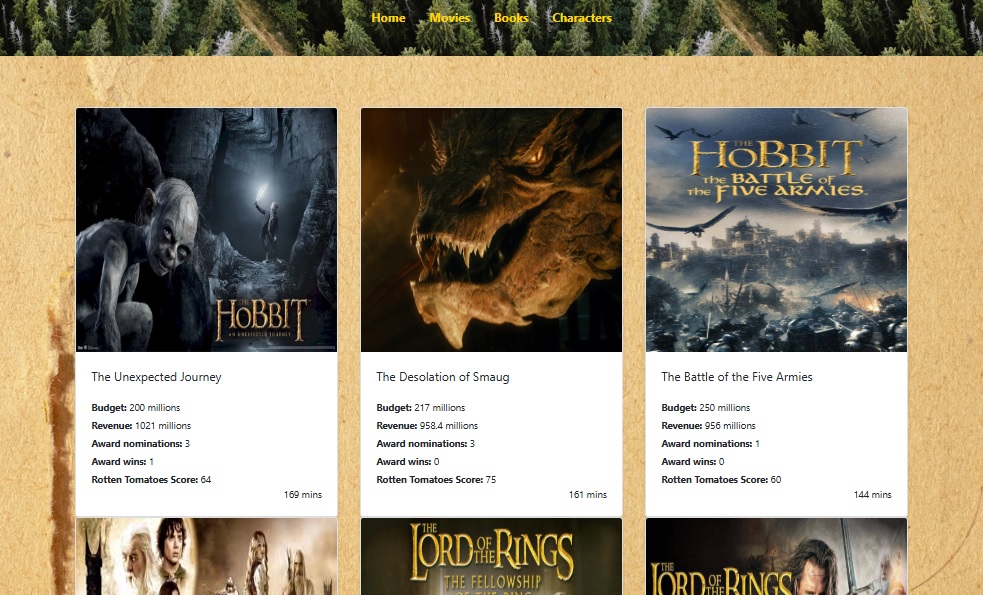 Home Movies Books Characters
THE
HOBBIT
AN UNEXPECTED JOURNEY
THE
HOBBIT
THE BATTLE OF
THE FIVE ARMIES
The Unexpected Journey
Budget: 200 millions
Revenue: 1021 millions
Award nominations: 3
Award wins: 1
Rotten Tomatoes Score: 64
169 mins
The Desolation of Smaug
Budget: 217 millions
Revenue: 958.4 millions
Award nominations: 3
Award wins: 0
Rotten Tomatoes Score: 75
161 mins
The Battle of the Five Armies
Budget: 250 millions
Revenue: 956 millions
Award nominations: 1
Award wins: 0
Rotten Tomatoes Score: 60
144 mins
THE
LORD OF THE RINGS
THE FELLOWSHIP
OF THE RING
LORD OF THE RINGS